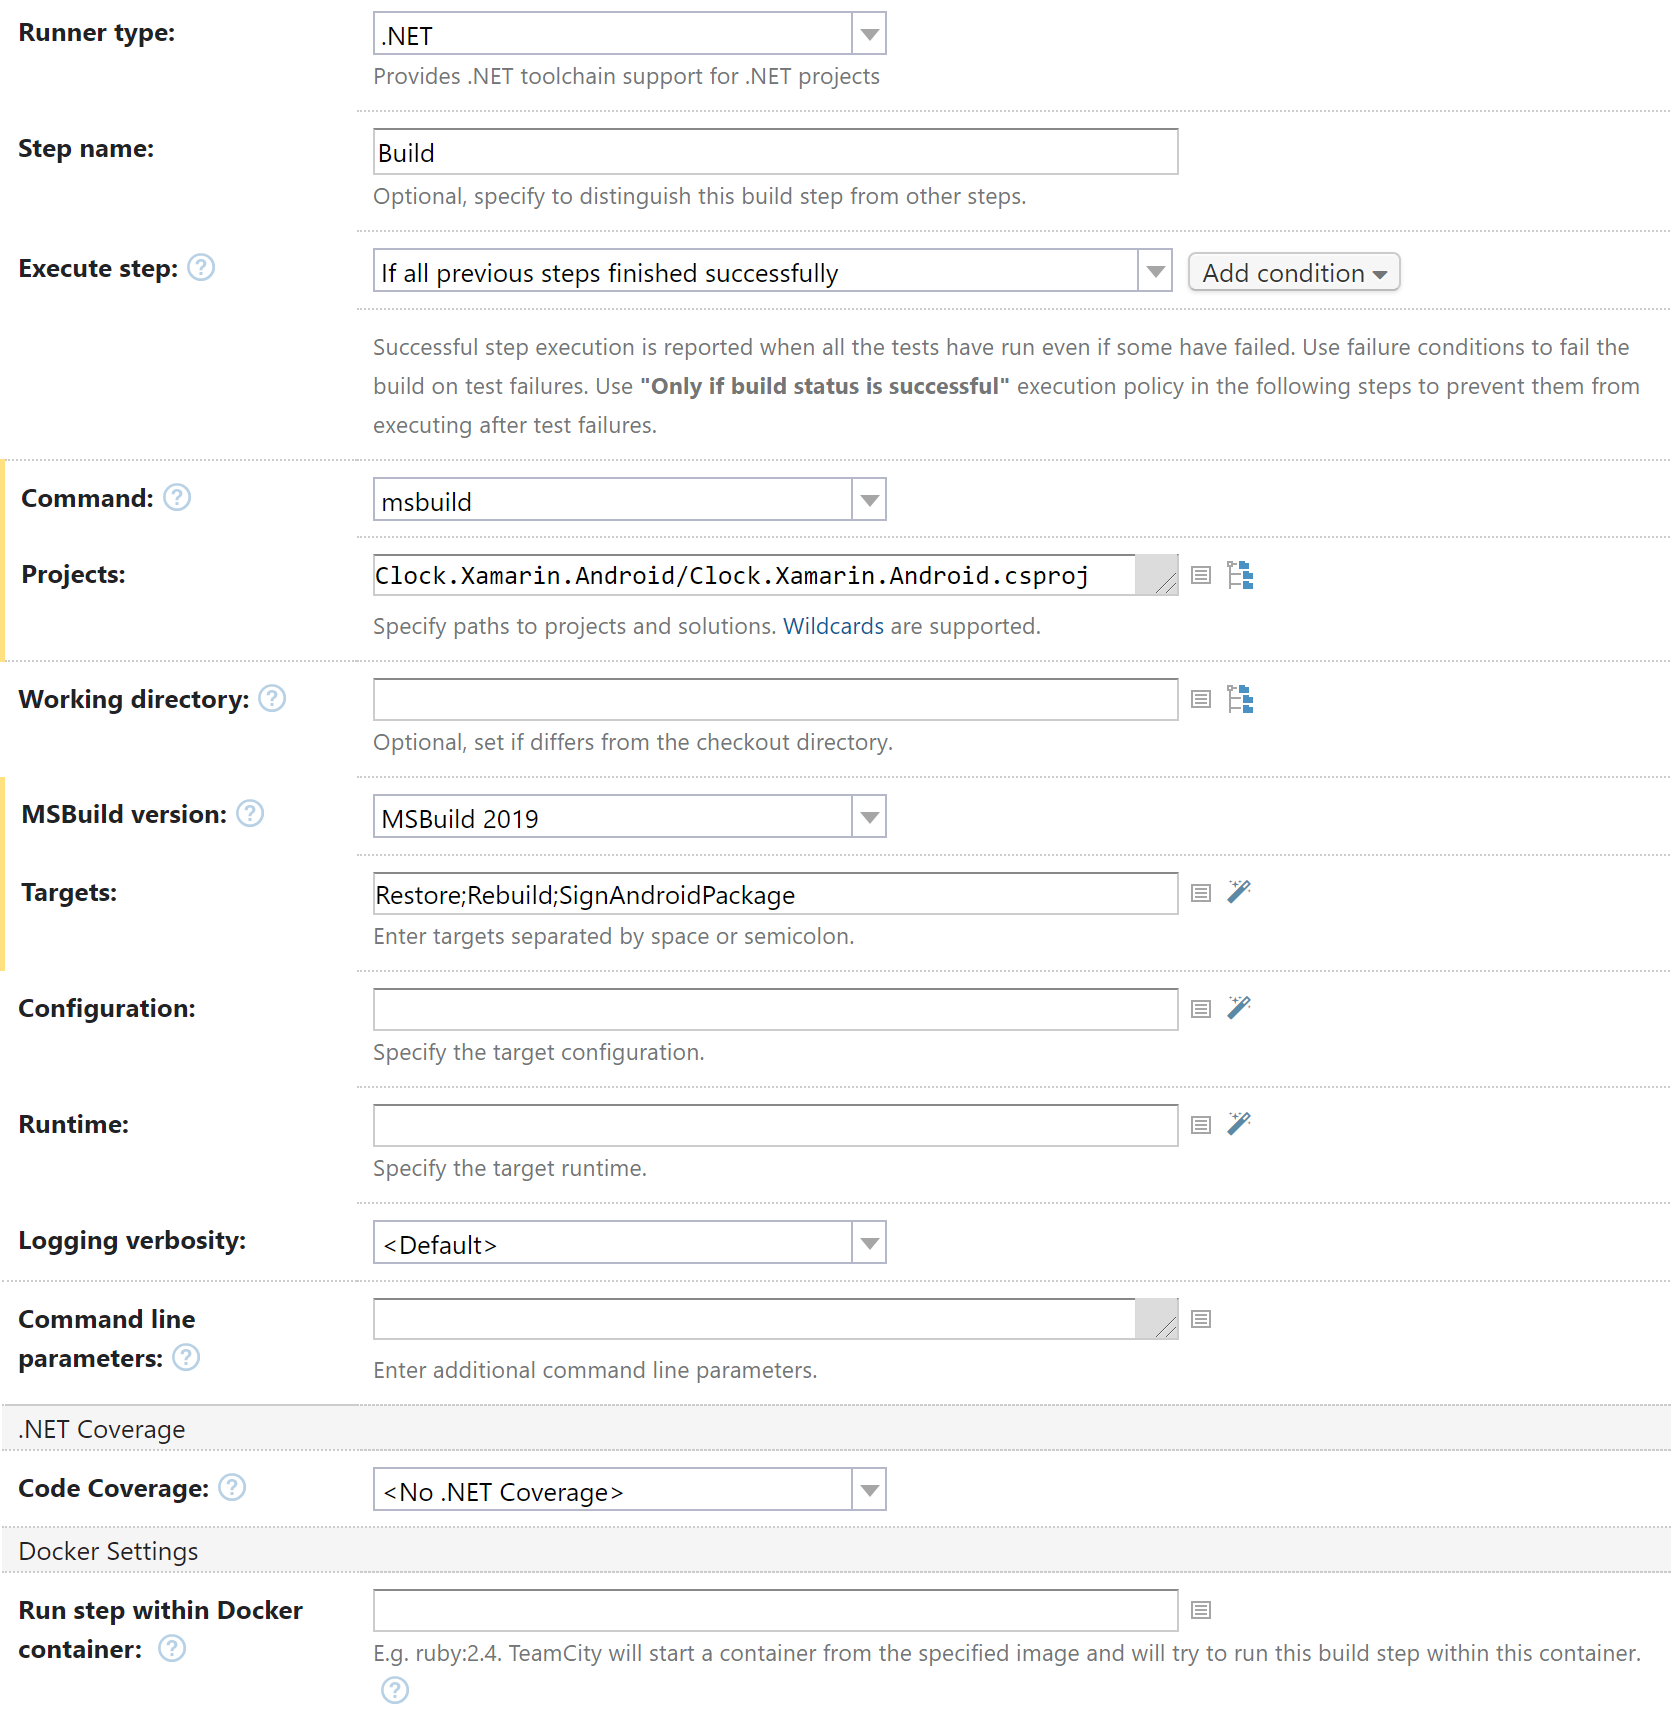 Runner type:
.NET
Provides .NET toolchain support for .NET projects
Step name:
Build
Optional, specify to distinguish this build step from other steps.
Execute step: ?
If all previous steps finished successfully
Add condition
Successful step execution is reported when all the tests have run even if some have failed. Use failure conditions to fail the
build on test failures. Use "Only if build status is successful" execution policy in the following steps to prevent them from
executing after test failures.
Command: ?
msbuild
Projects:
Clock.Xamarin.Android/Clock.Xamarin.Android.csproj
Specify paths to projects and solutions. Wildcards are supported.
Working directory: ?
Optional, set if differs from the checkout directory.
MSBuild version: ?
MSBuild 2019
Targets:
Restore;Rebuild;SignAndroidPackage
Enter targets separated by space or semicolon.
Configuration:
Specify the target configuration.
Runtime:
Specify the target runtime.
Logging verbosity:
<Default>
Command line
parameters: ?
Enter additional command line parameters.
.NET Coverage
Code Coverage: ?
<No .NET Coverage>
Docker Settings
Run step within Docker
container: ?
E.g. ruby:2.4. TeamCity will start a container from the specified image and will try to run this build step within this container.
?